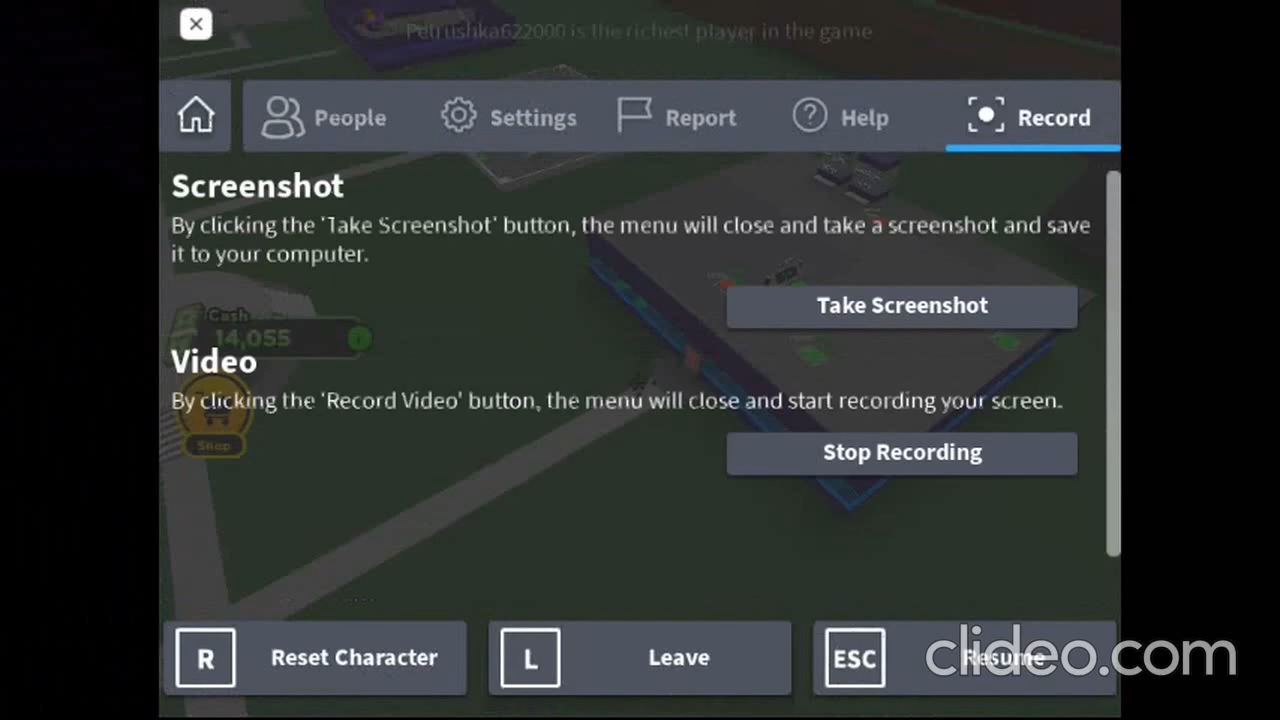 Petrushka622000 is the richest player in the game
People
Settings
Report
Help
Record
Screenshot
By clicking the 'Take Screenshot' button, the menu will close and take a screenshot and save
it to your computer.
Take Screenshot
Cash
14,055
Video
By clicking the 'Record Video' button, the menu will close and start recording your screen.
Shop
Stop Recording
R
Reset Character
L
Leave
ESC
Resume
clideo.com